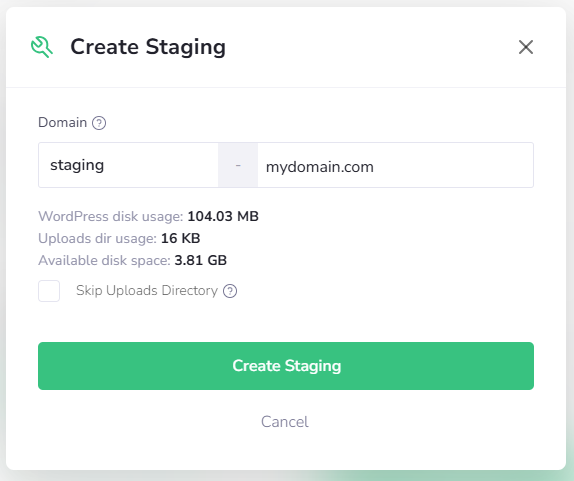 Create Staging
Domain ?
staging - mydomain.com
WordPress disk usage: 104.03 MB
Uploads dir usage: 16 KB
Available disk space: 3.81 GB
Skip Uploads Directory ?
Create Staging
Cancel